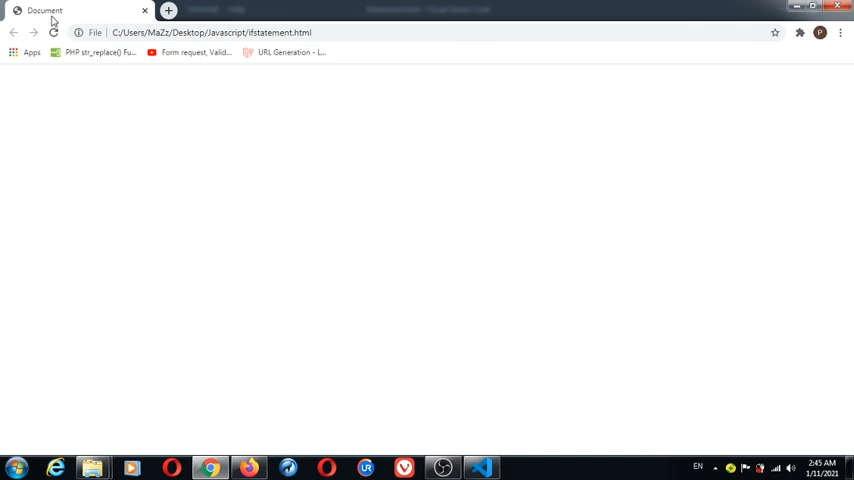 Document
File
C:/Users/MaZz/Desktop/Javascript/ifstatement.html
P
Apps
PHP str_replace() Fu...
Form request, Valid...
URL Generation - L...
UR
EN
2:45 AM
1/11/2021